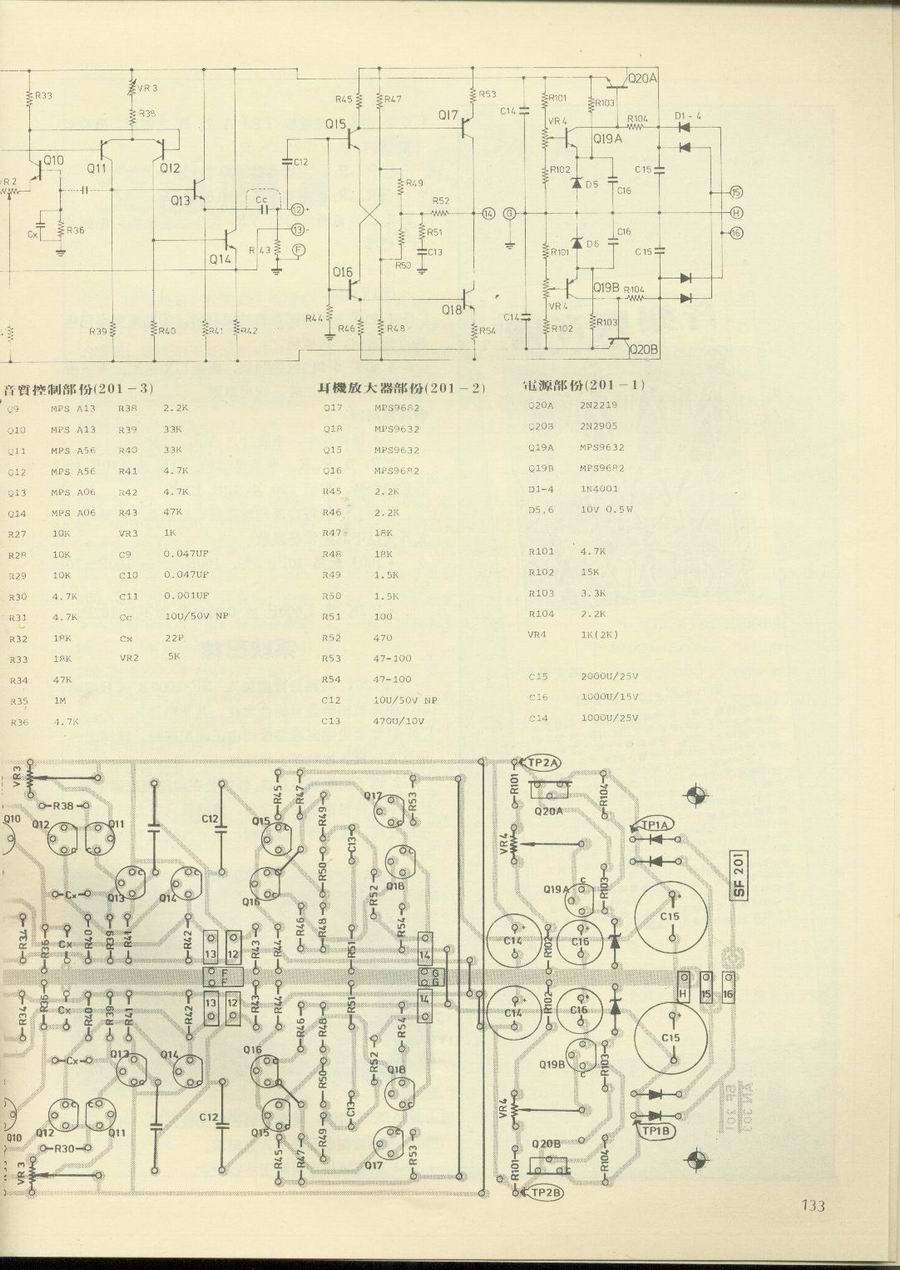 R33
VR3
R38
Q10
Q11
Q12
VR2
Cx
R36
Q13
Cc
12+
13-
F
R43
Q14
R39
R40
R41
R42
R45
R47
Q15
Q17
R53
C12
R49
R52
14
R51
C13
R50
Q16
Q18
R44
R46
R48
R54
Q20A
C14
R101
R103
VR4
Q19A
R104
D1-4
R102
D5
C16
C15
15
G
H
16
D6
C16
C15
R101
Q19B
R104
VR4
C14
R102
R103
Q20B
音質控制部份(201-3)
Q9 MPS A13 R38 2.2K
Q10 MPS A13 R39 33K
Q11 MPS A56 R40 33K
Q12 MPS A56 R41 4.7K
Q13 MPS A06 R42 4.7K
Q14 MPS A06 R43 47K
R27 10K VR3 1K
R28 10K C9 0.047UF
R29 10K C10 0.047UF
R30 4.7K C11 0.001UF
R31 4.7K Cc 10U/50V NP
R32 18K Cx 22P
R33 18K VR2 5K
R34 47K
R35 1M
R36 4.7K
耳機放大器部份(201-2)
Q17 MPS9682
Q18 MPS9632
Q15 MPS9632
Q16 MPS9682
R45 2.2K
R46 2.2K
R47 18K
R48 18K
R49 1.5K
R50 1.5K
R51 100
R52 470
R53 47-100
R54 47-100
C12 10U/50V NP
C13 470U/10V
電源部份(201-1)
Q20A 2N2219
Q20B 2N2905
Q19A MPS9632
Q19B MPS9682
D1-4 1N4001
D5.6 10V 0.5W
R101 4.7K
R102 15K
R103 3.3K
R104 2.2K
VR4 1K(2K)
C15 2000U/25V
C16 1000U/15V
C14 1000U/25V
VR3
R38
Q10
Q12
Q11
Q13
Q14
C12
R45
R47
Q15
R49
Q17
R53
C13
R50
Q16
R52
Q18
Cx
R34
R36
Cx
R40
R39
R41
R42
13
12
R43
R44
R46
R48
R51
R54
14
F
F
G
G
TP2A
R101
Q20A
R104
VR4
TP1A
Q19A
R103
C14
R102
C16
C15
SF 201
H
15
16
R34
R36
Cx
R40
R39
R41
R42
13
12
R43
R44
R46
R48
R51
R54
14
Cx
Q13
Q14
Q16
R50
R52
Q18
C12
C13
Q10
Q12
Q11
Q15
R49
R30
R45
R47
Q17
R53
VR3
C14
R102
C16
C15
Q19B
R103
VR4
TP1B
Q20B
R101
R104
TP2B
133